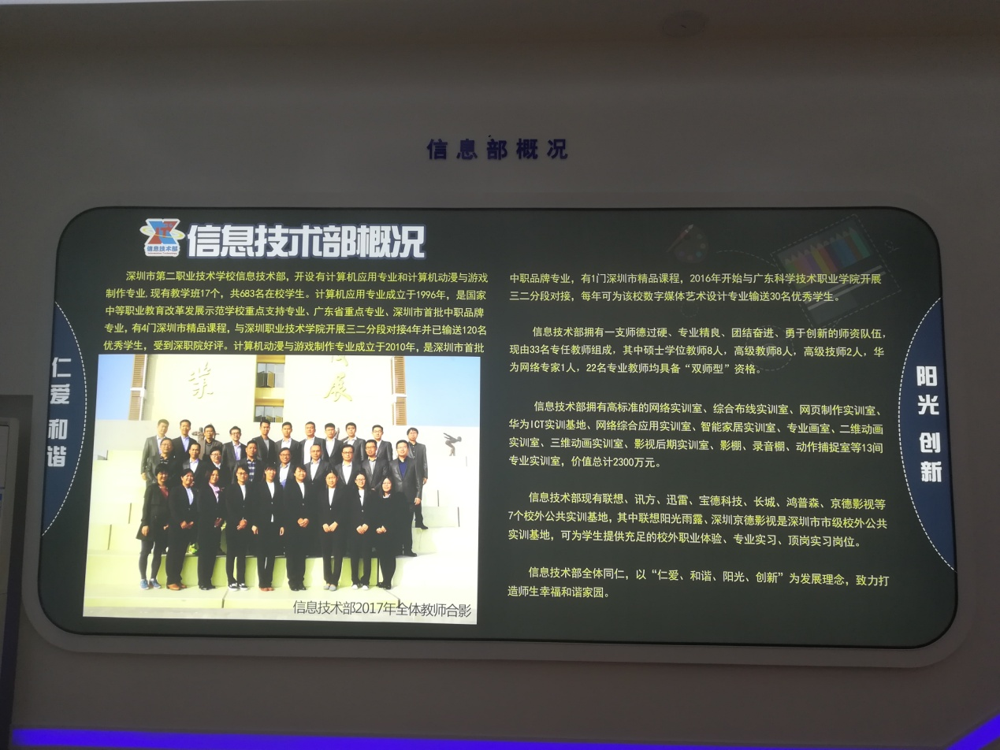 信息部概况
信息技术部
信息技术部概况
深圳市第二职业技术学校信息技术部，开设有计算机应用专业和计算机动漫与游戏
制作专业，现有教学班17个，共683名在校学生。计算机应用专业成立于1996年，是国家
中等职业教育改革发展示范学校重点支持专业、广东省重点专业、深圳市首批中职品牌
专业，有4门深圳市精品课程，与深圳职业技术学院开展三二分段对接4年并已输送120名
优秀学生，受到深职院好评。计算机动漫与游戏制作专业成立于2010年，是深圳市首批
业
展
信息技术部2017年全体教师合影
中职品牌专业，有1门深圳市精品课程，2016年开始与广东科学技术职业学院开展
三二分段对接，每年可为该校数字媒体艺术设计专业输送30名优秀学生。
信息技术部拥有一支师德过硬、专业精良、团结奋进、勇于创新的师资队伍，
现由33名专任教师组成，其中硕士学位教师8人，高级教师8人，高级技师2人，华
为网络专家1人，22名专业教师均具备“双师型”资格。
信息技术部拥有高标准的网络实训室、综合布线实训室、网页制作实训室、
华为ICT实训基地、网络综合应用实训室、智能家居实训室、专业画室、二维动画
实训室、三维动画实训室、影视后期实训室、影棚、录音棚、动作捕捉室等13间
专业实训室，价值总计2300万元。
信息技术部现有联想、讯方、迅雷、宝德科技、长城、鸿普森、京德影视等
7个校外公共实训基地，其中联想阳光雨露、深圳京德影视是深圳市市级校外公共
实训基地，可为学生提供充足的校外职业体验、专业实习、顶岗实习岗位。
信息技术部全体同仁，以“仁爱、和谐、阳光、创新”为发展理念，致力打
造师生幸福和谐家园。
仁爱 和谐
阳光 创新